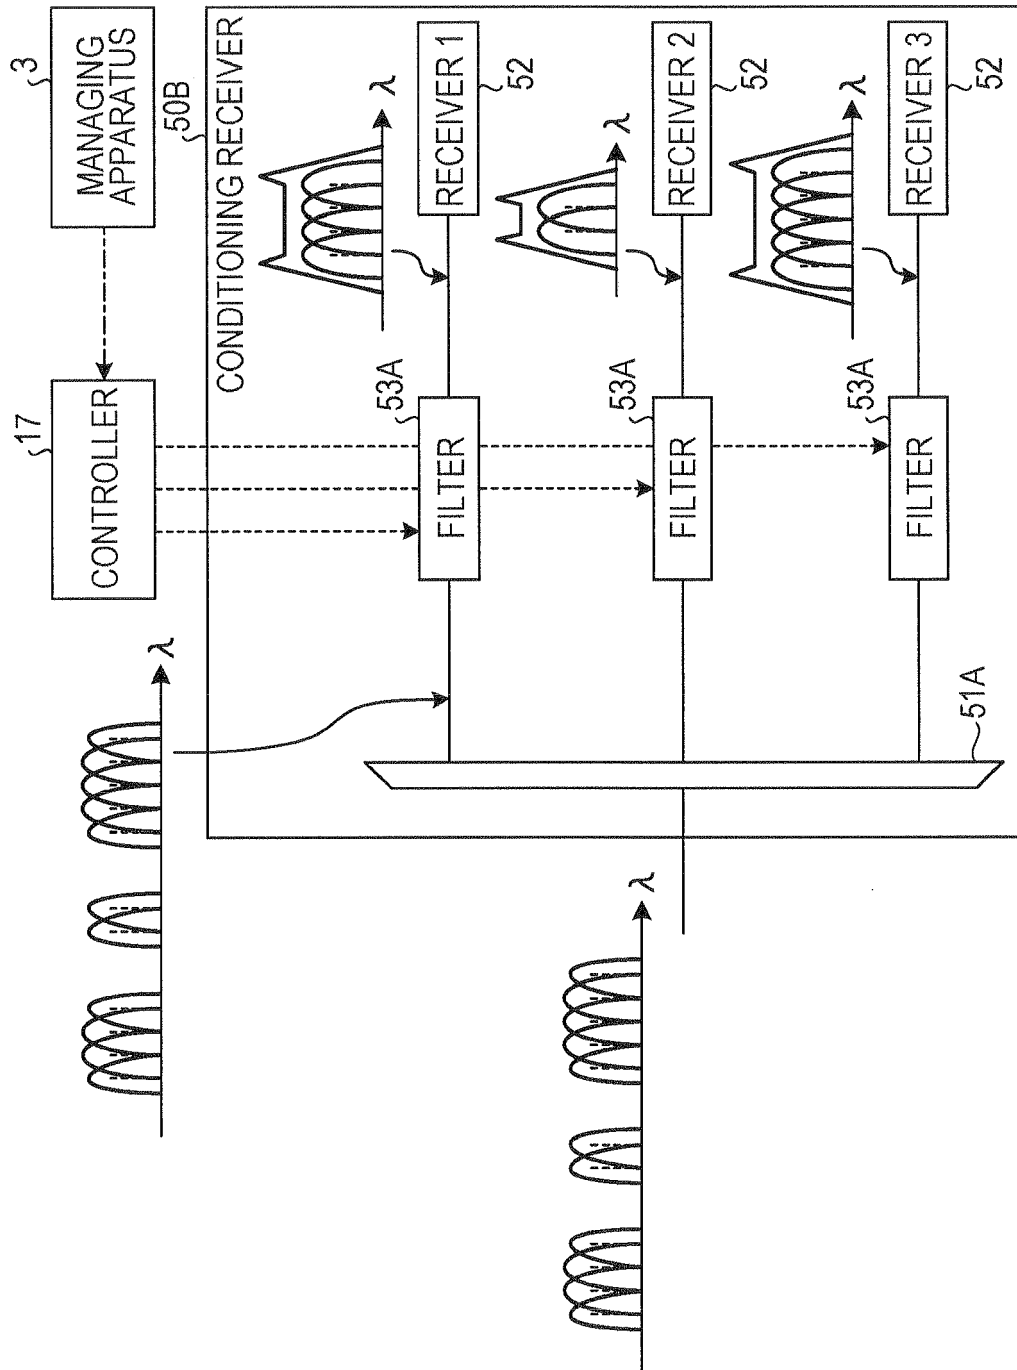 3
MANAGING
APPARATUS
17
CONTROLLER
50B
CONDITIONING RECEIVER
λ
λ
λ
λ
λ
53A
FILTER
RECEIVER 1
52
53A
FILTER
RECEIVER 2
52
53A
FILTER
RECEIVER 3
52
51A